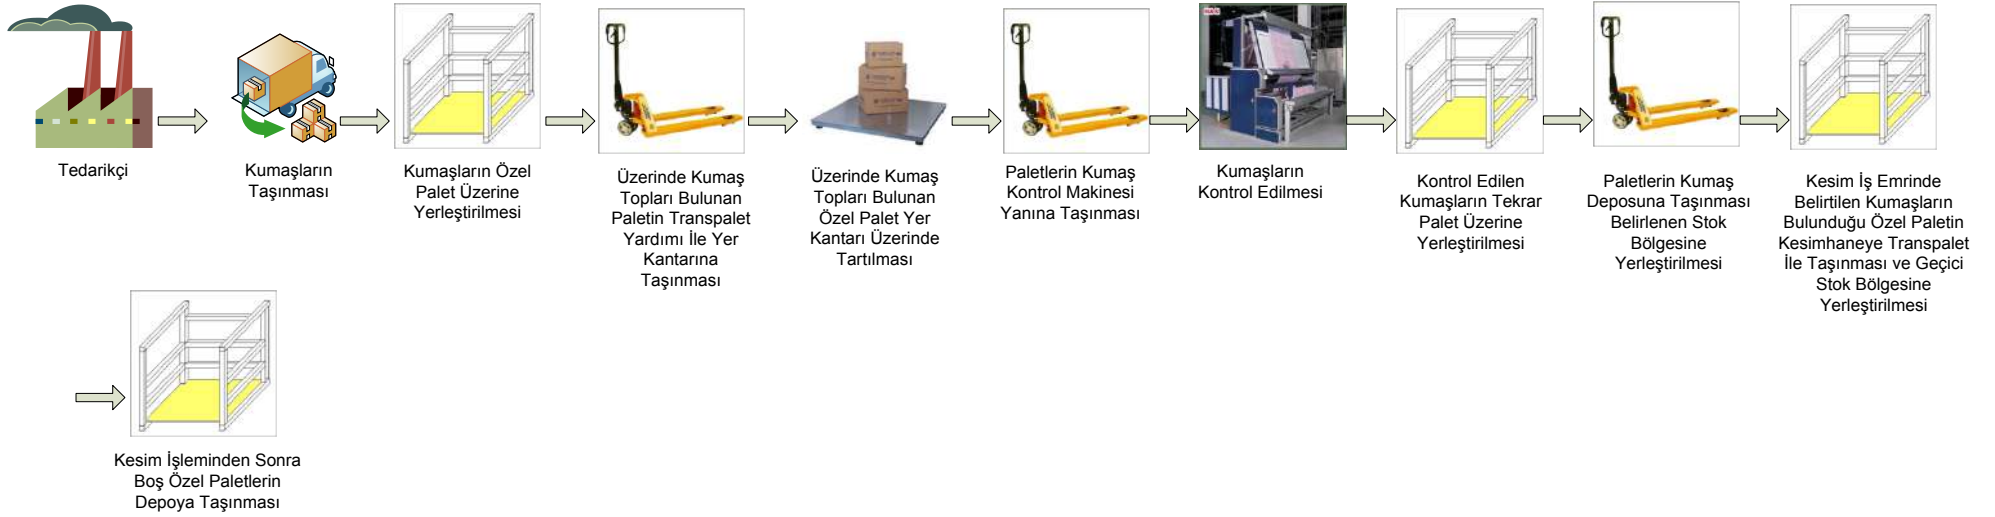 Tedarikçi
Kumaşların
Taşınması
Kumaşların Özel
Palet Üzerine
Yerleştirilmesi
Üzerinde Kumaş
Topları Bulunan
Paletin Transpalet
Yardımı İle Yer
Kantarına
Taşınması
Üzerinde Kumaş
Topları Bulunan
Özel Palet Yer
Kantarı Üzerinde
Tartılması
Paletlerin Kumaş
Kontrol Makinesi
Yanına Taşınması
Kumaşların
Kontrol Edilmesi
Kontrol Edilen
Kumaşların Tekrar
Palet Üzerine
Yerleştirilmesi
Paletlerin Kumaş
Deposuna Taşınması
Belirlenen Stok
Bölgesine
Yerleştirilmesi
Kesim İş Emrinde
Belirtilen Kumaşların
Bulunduğu Özel Paletin
Kesimhaneye Transpalet
İle Taşınması ve Geçici
Stok Bölgesine
Yerleştirilmesi
Kesim İşleminden Sonra
Boş Özel Paletlerin
Depoya Taşınması